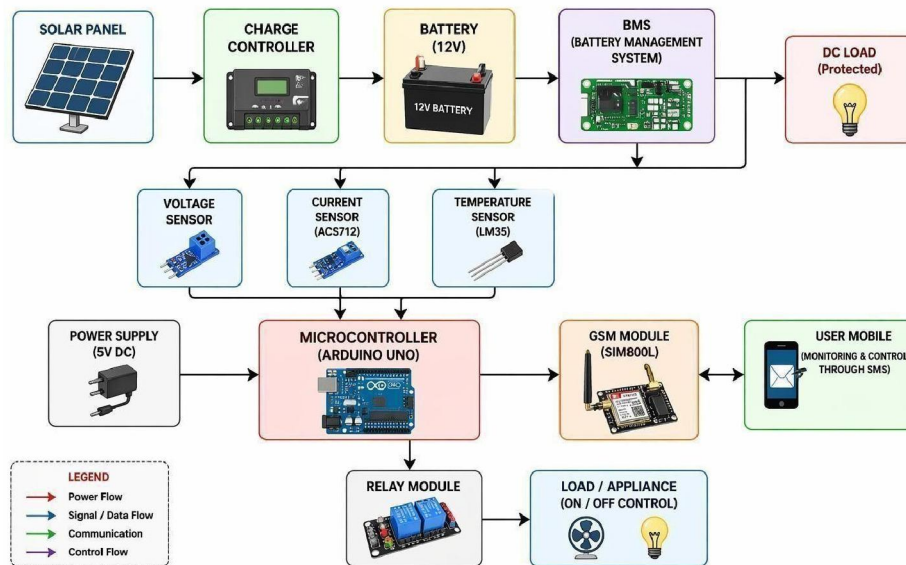 SOLAR PANEL
CHARGE
CONTROLLER
BATTERY
(12V)
12V BATTERY
BMS
(BATTERY MANAGEMENT
SYSTEM)
DC LOAD
(Protected)
VOLTAGE
SENSOR
CURRENT
SENSOR
(ACS712)
TEMPERATURE
SENSOR
(LM35)
POWER SUPPLY
(5V DC)
MICROCONTROLLER
(ARDUINO UNO)
GSM MODULE
(SIM800L)
USER MOBILE
(MONITORING & CONTROL
THROUGH SMS)
LEGEND
Power Flow
Signal / Data Flow
Communication
Control Flow
RELAY MODULE
LOAD / APPLIANCE
(ON / OFF CONTROL)